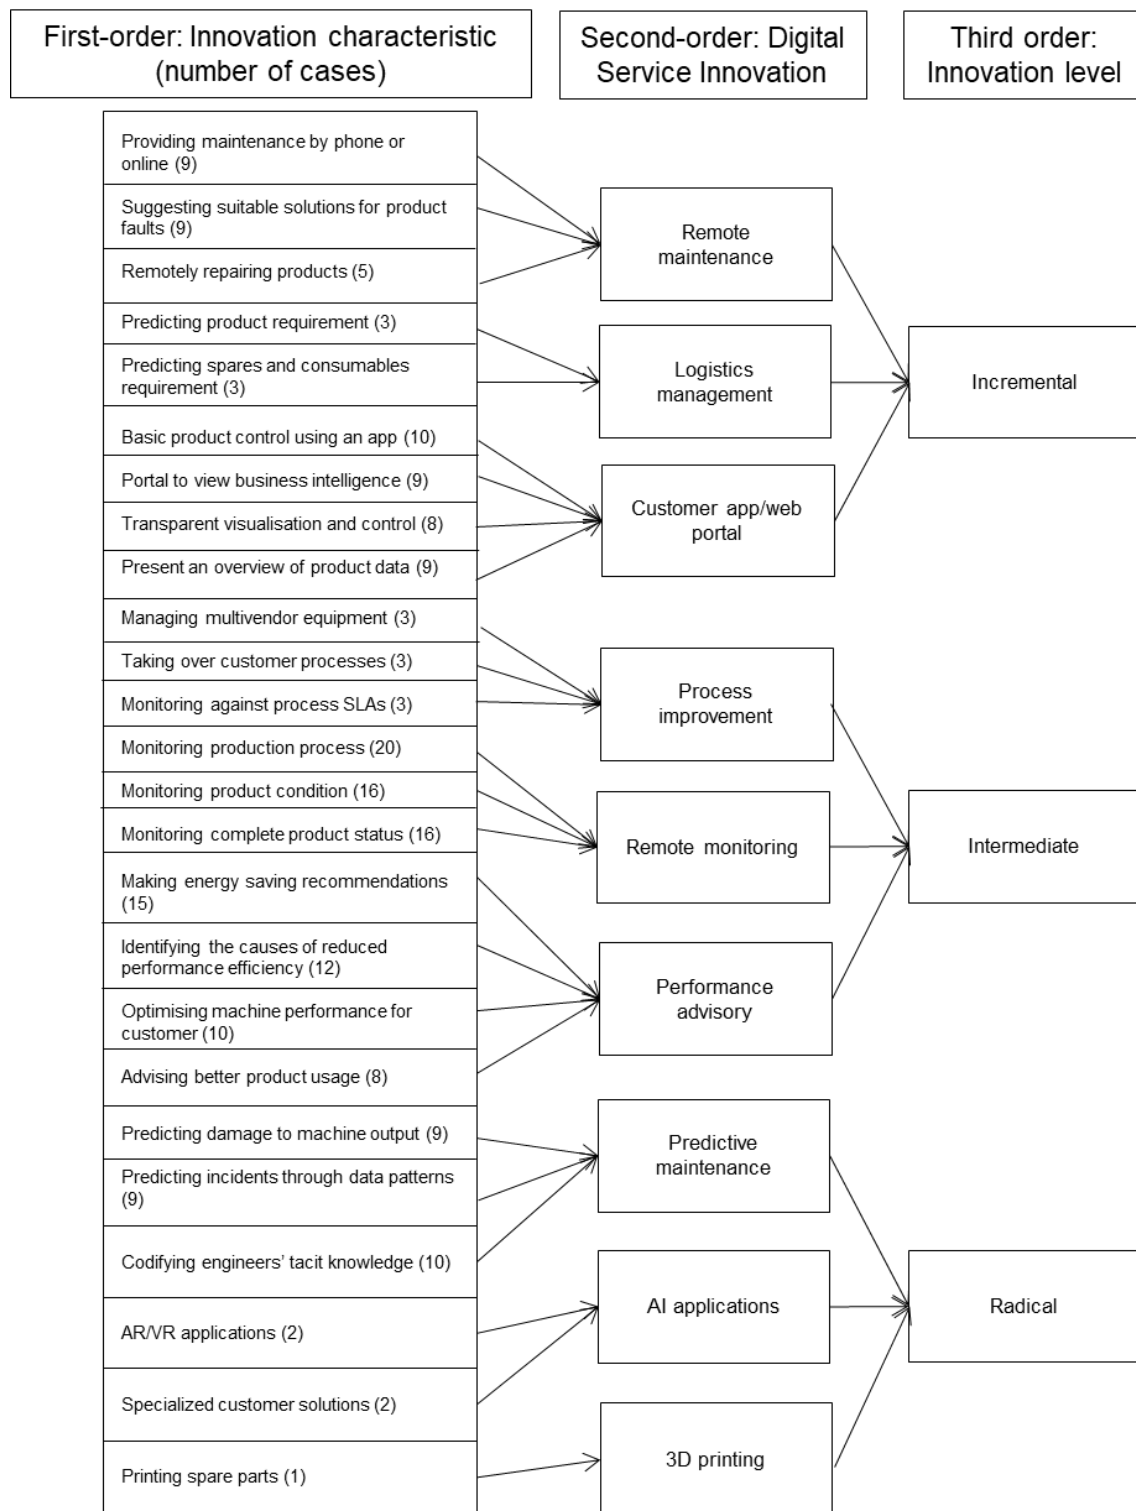 First-order: Innovation characteristic
(number of cases)
Second-order: Digital
Service Innovation
Third order:
Innovation level
Providing maintenance by phone or
online (9)
Suggesting suitable solutions for product
faults (9)
Remotely repairing products (5)
Predicting product requirement (3)
Predicting spares and consumables
requirement (3)
Basic product control using an app (10)
Portal to view business intelligence (9)
Transparent visualisation and control (8)
Present an overview of product data (9)
Managing multivendor equipment (3)
Taking over customer processes (3)
Monitoring against process SLAs (3)
Monitoring production process (20)
Monitoring product condition (16)
Monitoring complete product status (16)
Making energy saving recommendations
(15)
Identifying the causes of reduced
performance efficiency (12)
Optimising machine performance for
customer (10)
Advising better product usage (8)
Predicting damage to machine output (9)
Predicting incidents through data patterns
(9)
Codifying engineers’ tacit knowledge (10)
AR/VR applications (2)
Specialized customer solutions (2)
Printing spare parts (1)
Remote
maintenance
Logistics
management
Customer app/web
portal
Process
improvement
Remote monitoring
Performance
advisory
Predictive
maintenance
AI applications
3D printing
Incremental
Intermediate
Radical